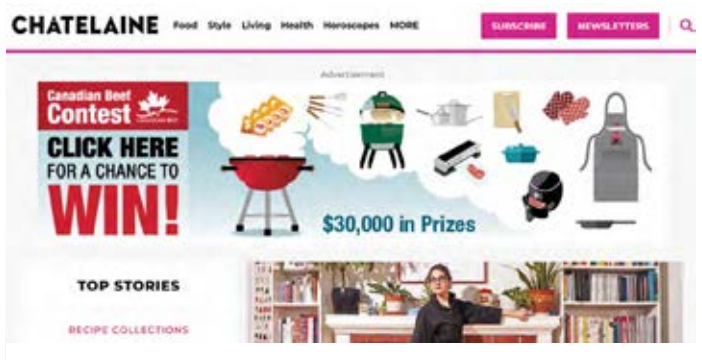 CHATELAINE Food Style Living Health Horoscopes MORE SUBSCRIBE NEWSLETTERS
Advertisement
Canadian Beef
Contest
CLICK HERE
FOR A CHANCE TO
WIN!
$30,000 in Prizes
TOP STORIES
RECIPE COLLECTIONS